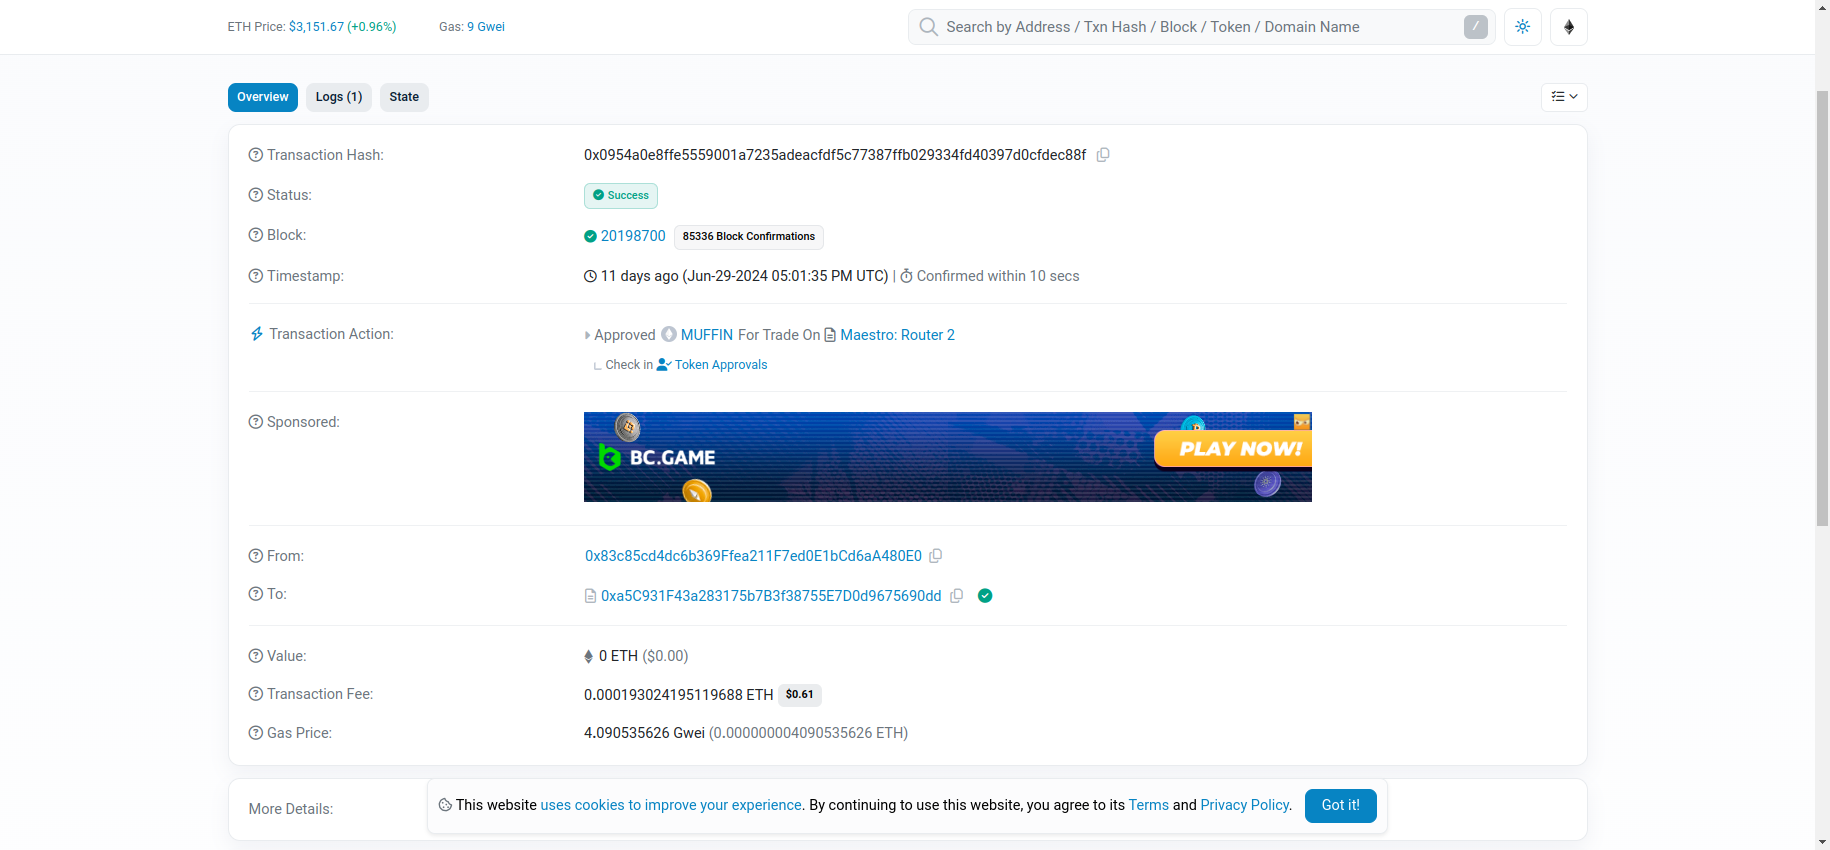 ETH Price: $3,151.67 (+0.96%) Gas: 9 Gwei Search by Address / Txn Hash / Block / Token / Domain Name /
Overview Logs (1) State
Transaction Hash: 0x0954a0e8ffe5559001a7235adeacfdf5c77387ffb029334fd40397d0cfdec88f
Status: Success
Block: 20198700 85336 Block Confirmations
Timestamp: 11 days ago (Jun-29-2024 05:01:35 PM UTC) | Confirmed within 10 secs
Transaction Action: Approved MUFFIN For Trade On Maestro: Router 2
Check in Token Approvals
Sponsored: BC.GAME PLAY NOW!
From: 0x83c85cd4dc6b369Ffea211F7ed0E1bCd6aA480E0
To: 0xa5C931F43a283175b7B3f38755E7D0d9675690dd
Value: 0 ETH ($0.00)
Transaction Fee: 0.000193024195119688 ETH $0.61
Gas Price: 4.090535626 Gwei (0.000000004090535626 ETH)
More Details:
This website uses cookies to improve your experience. By continuing to use this website, you agree to its Terms and Privacy Policy. Got it!